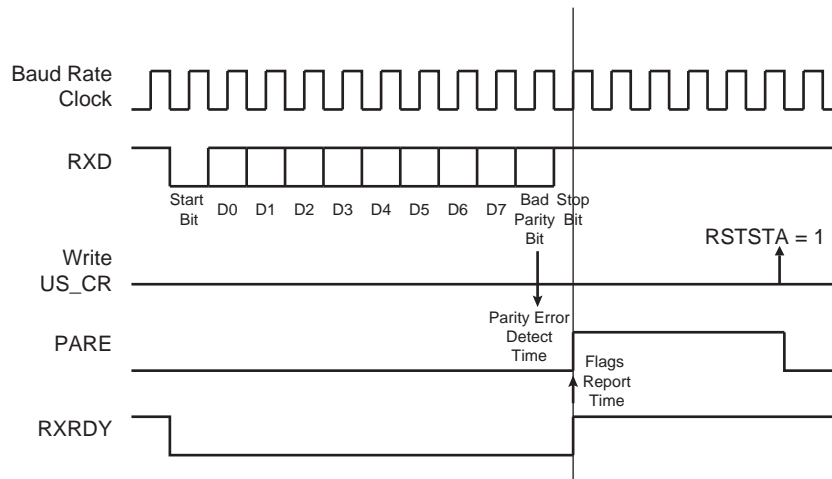 Baud Rate
Clock
RXD
Start
Bit
D0 D1 D2 D3 D4 D5 D6 D7
Bad
Parity
Bit
Stop
Bit
Write
US_CR
RSTSTA = 1
Parity Error
Detect
Time
PARE
Flags
Report
Time
RXRDY